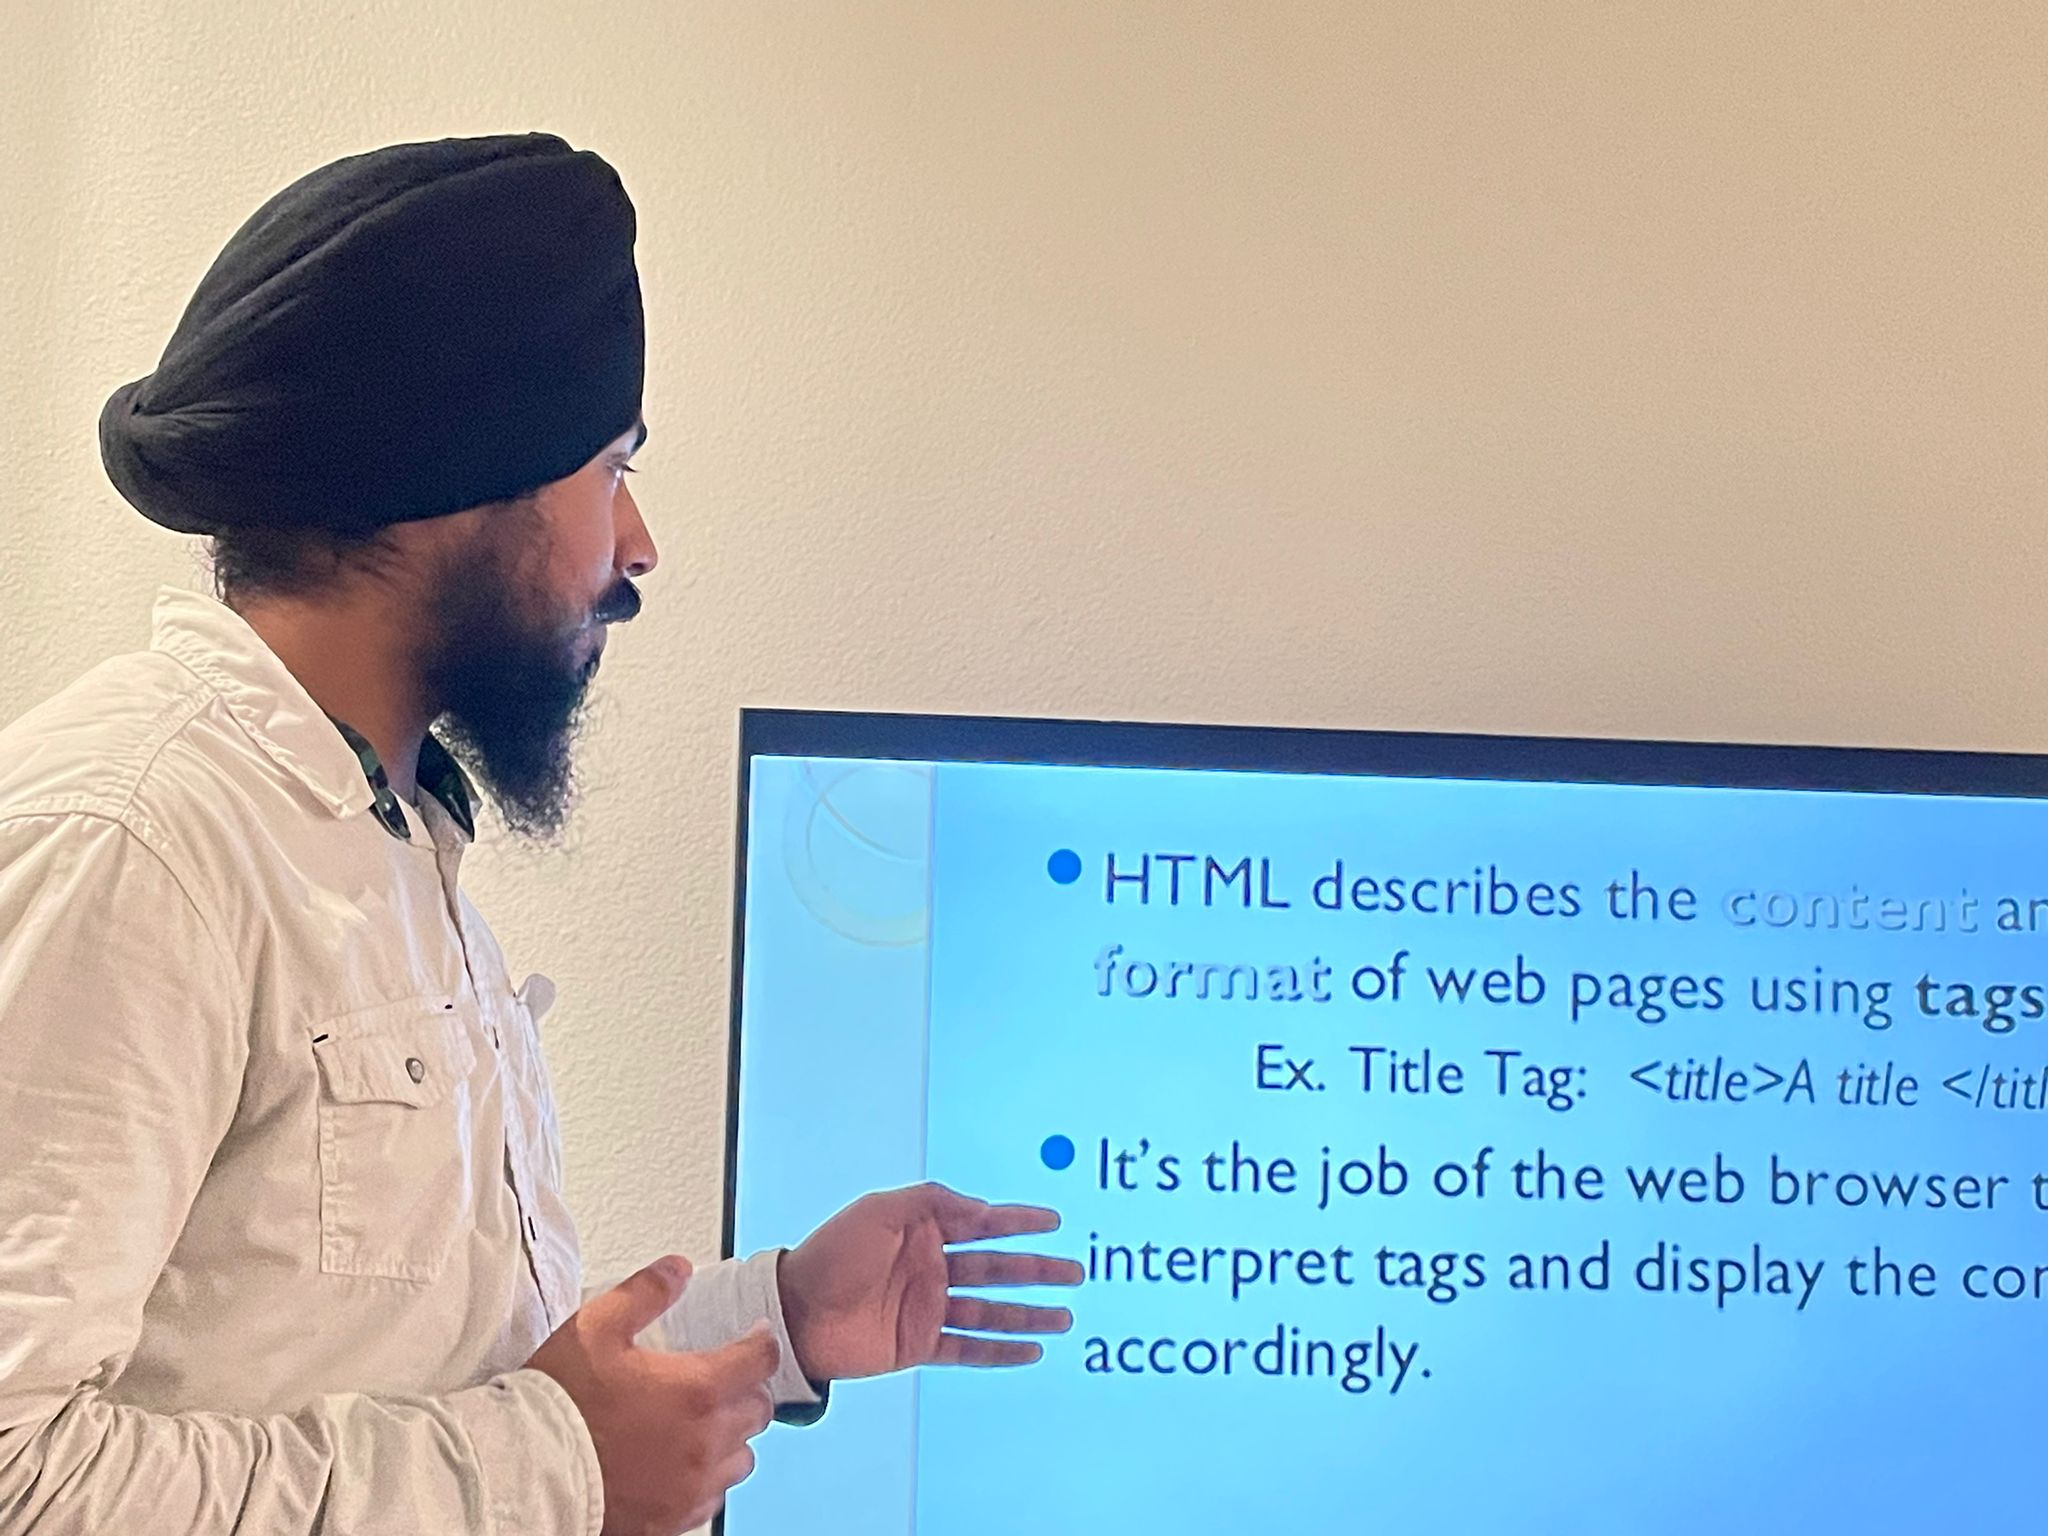 HTML describes the content
format of web pages using tags
Ex. Title Tag: <title>A title
It's the job of the web browser
interpret tags and display the
accordingly.